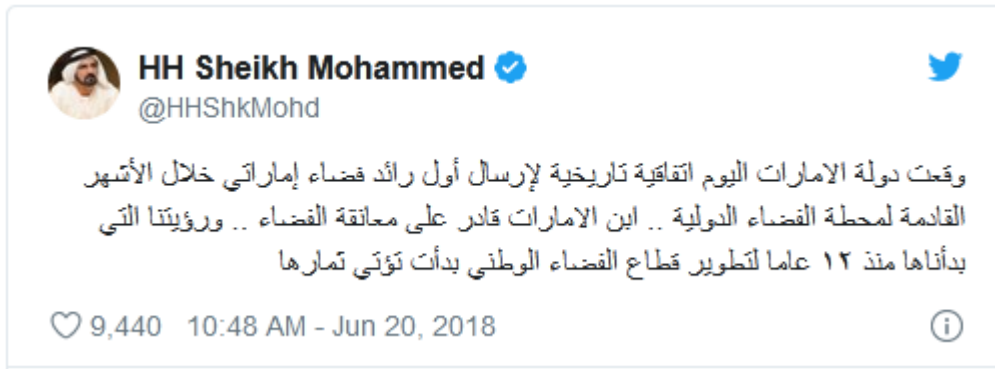 HH Sheikh Mohammed
@HHShkMohd
وقعت دولة الامارات اليوم اتفاقية تاريخية لإرسال أول رائد فضاء إماراتي خلال الأشهر
القادمة لمحطة الفضاء الدولية .. ابن الامارات قادر على معانقة الفضاء .. ورؤيتنا التي
بدأناها منذ ١٢ عاما لتطوير قطاع الفضاء الوطني بدأت تؤتي ثمارها
9,440 10:48 AM - Jun 20, 2018